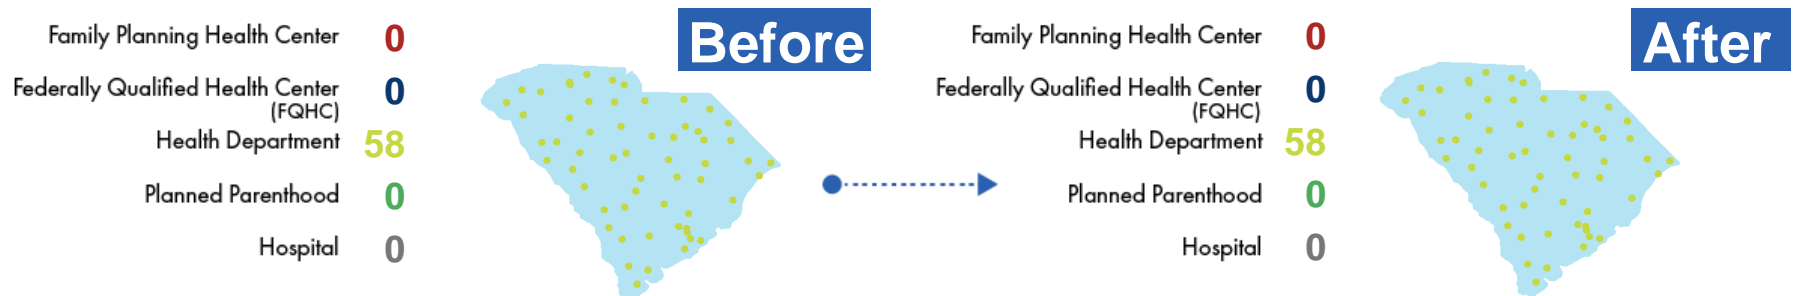 Before
Family Planning Health Center 0
Federally Qualified Health Center 0
(FQHC)
Health Department 58
Planned Parenthood 0
Hospital 0
After
Family Planning Health Center 0
Federally Qualified Health Center 0
(FQHC)
Health Department 58
Planned Parenthood 0
Hospital 0